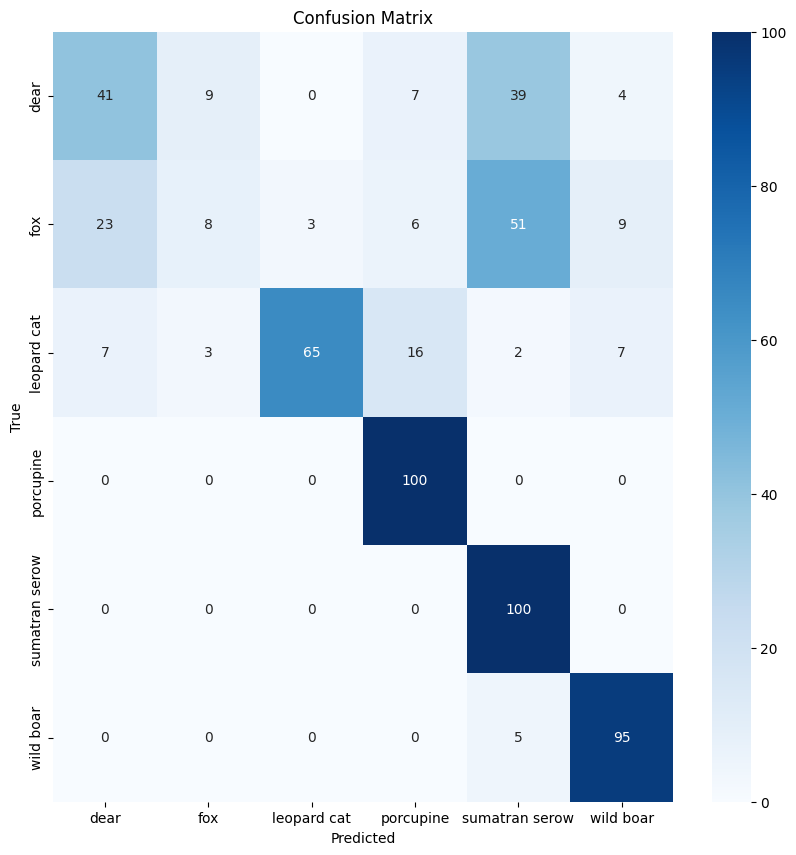 Confusion Matrix
dear 41 9 0 7 39 4
fox 23 8 3 6 51 9
leopard cat 7 3 65 16 2 7
porcupine 0 0 0 100 0 0
sumatran serow 0 0 0 0 100 0
wild boar 0 0 0 0 5 95
True
dear fox leopard cat porcupine sumatran serow wild boar
Predicted
100
80
60
40
20
0